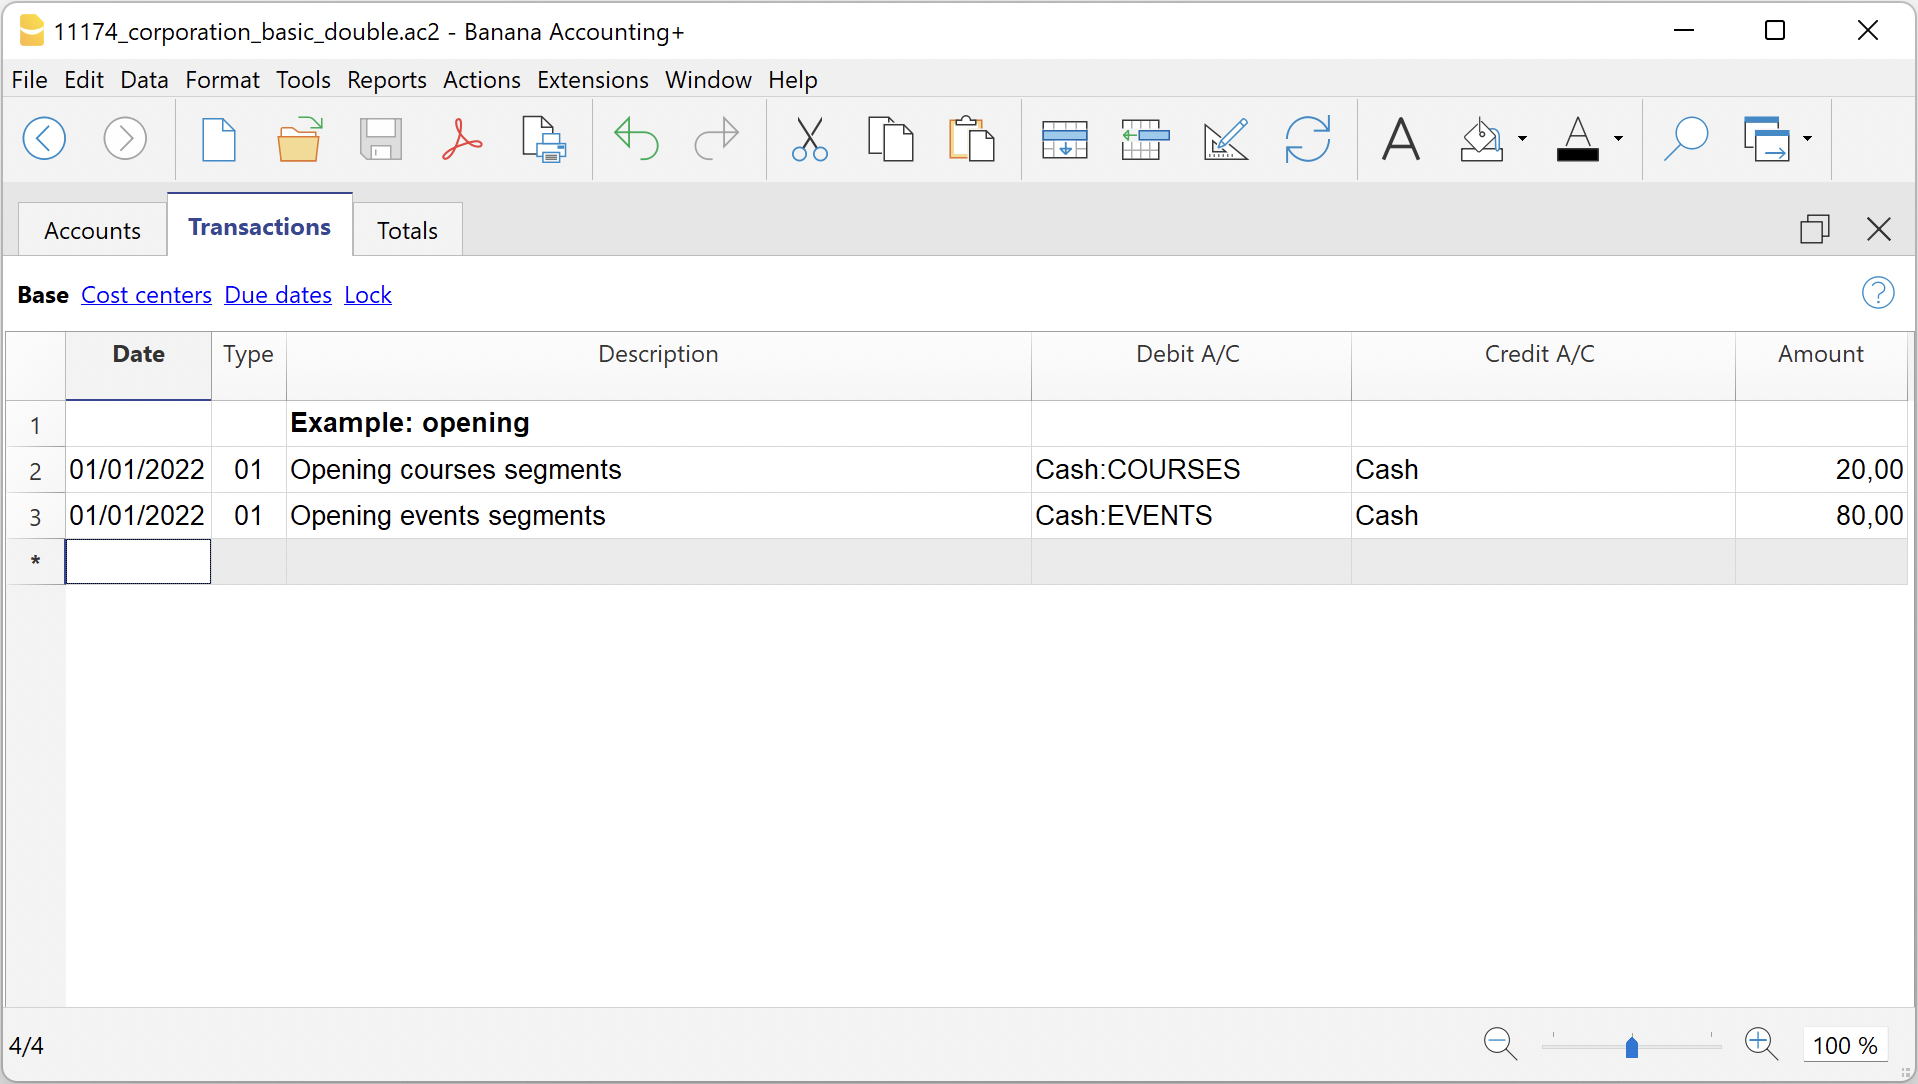 11174_corporation_basic_double.ac2 - Banana Accounting+
File Edit Data Format Tools Reports Actions Extensions Window Help
Accounts Transactions Totals
Base Cost centers Due dates Lock ?
Date Type Description Debit A/C Credit A/C Amount
1 Example: opening
2 01/01/2022 01 Opening courses segments Cash:COURSES Cash 20,00
3 01/01/2022 01 Opening events segments Cash:EVENTS Cash 80,00
*
4/4 100 %